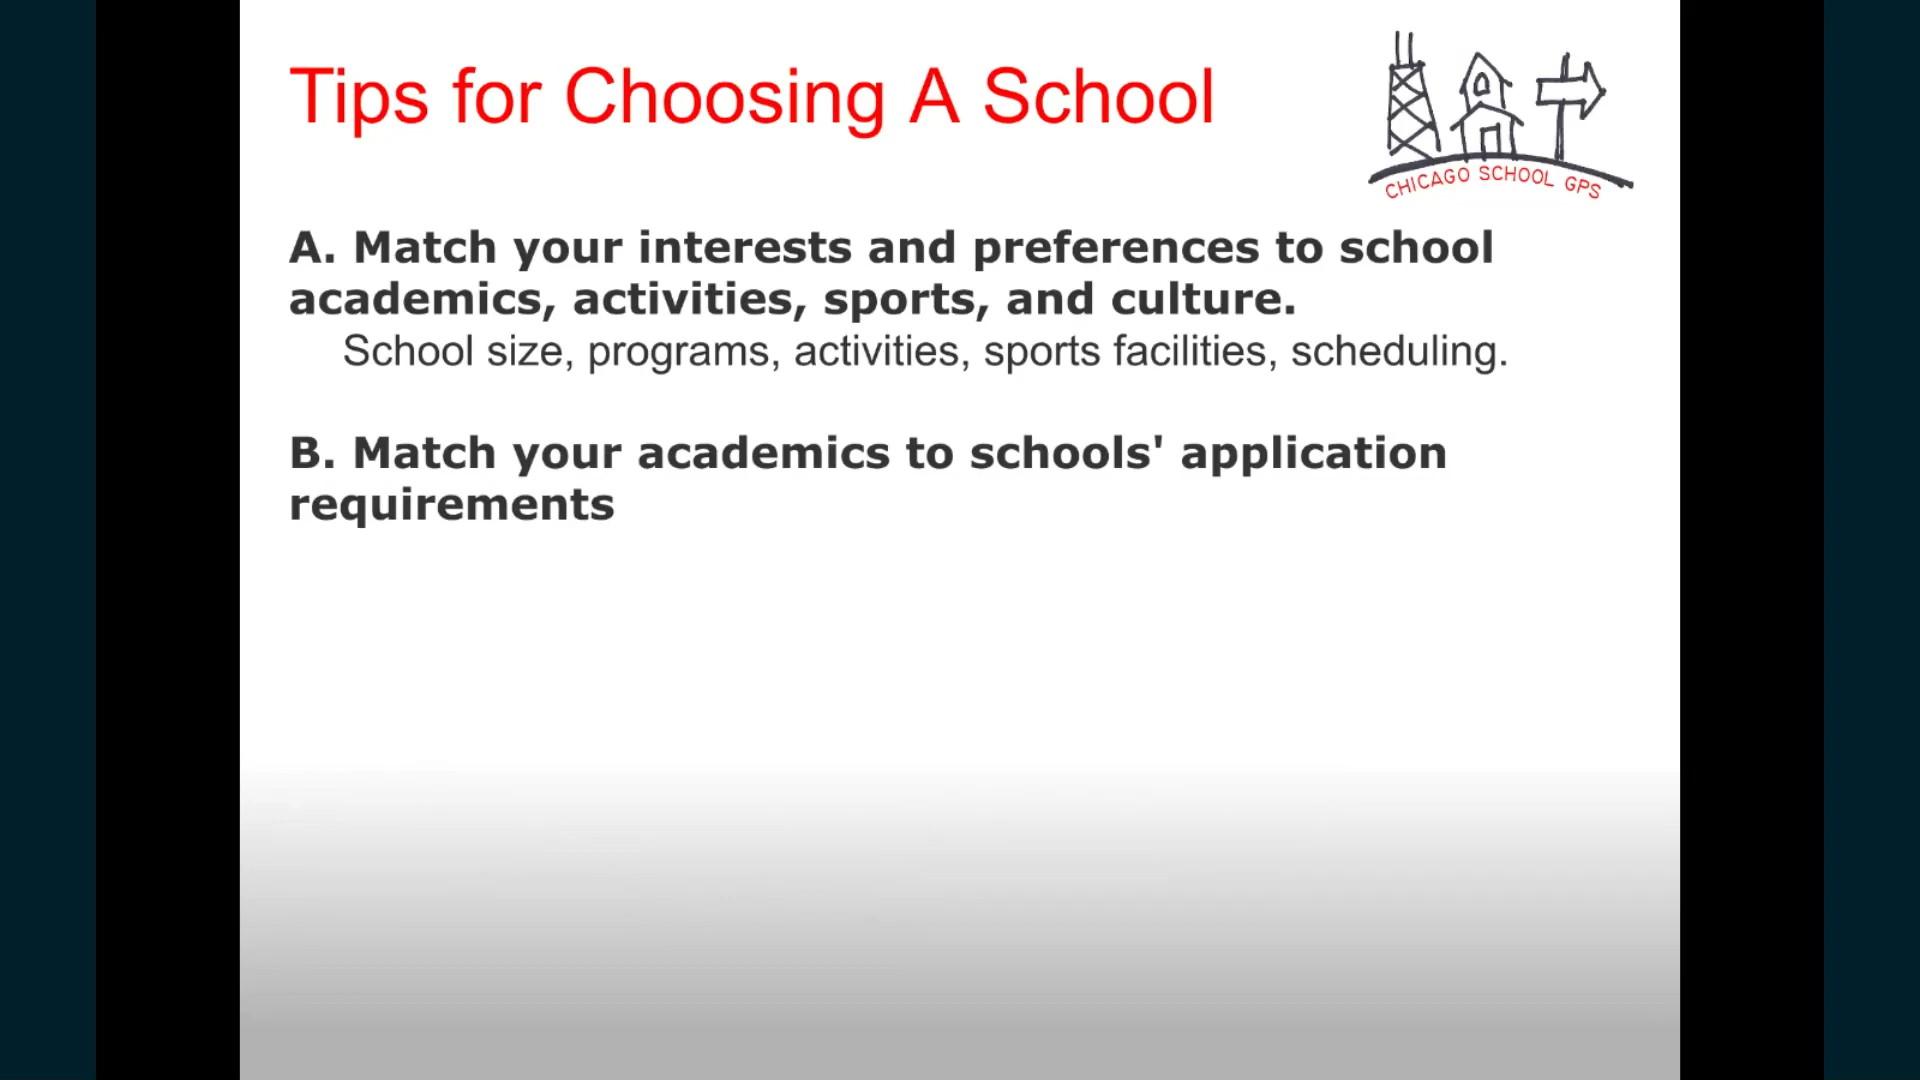 Tips for Choosing A School
CHICAGO SCHOOL GPS
A. Match your interests and preferences to school
academics, activities, sports, and culture.
School size, programs, activities, sports facilities, scheduling.
B. Match your academics to schools' application
requirements